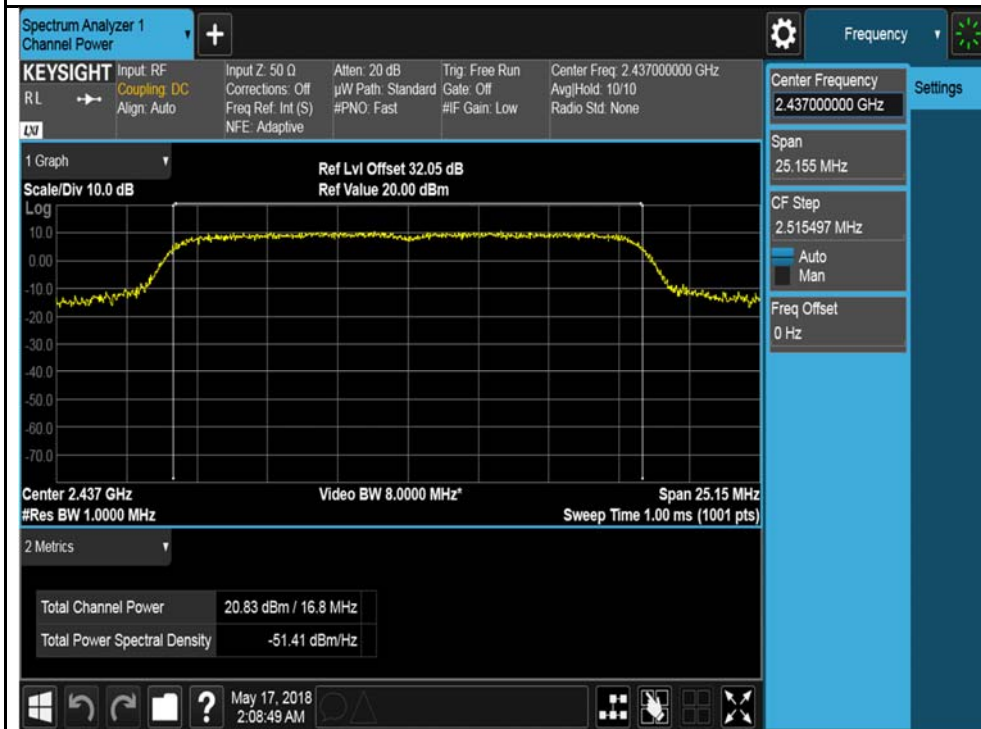 Spectrum Analyzer 1
Channel Power
+
Frequency
KEYSIGHT
RL
LXI
Input: RF
Coupling: DC
Align: Auto
Input Z: 50 Ω
Corrections: Off
Freq Ref: Int (S)
NFE: Adaptive
Atten: 20 dB
µW Path: Standard
#PNO: Fast
Trig: Free Run
Gate: Off
#IF Gain: Low
Center Freq: 2.437000000 GHz
Avg|Hold: 10/10
Radio Std: None
Center Frequency
2.437000000 GHz
Settings
Span
25.155 MHz
CF Step
2.515497 MHz
Auto
Man
Freq Offset
0 Hz
1 Graph
Scale/Div 10.0 dB
Ref Lvl Offset 32.05 dB
Ref Value 20.00 dBm
Log
10.0
0.00
-10.0
-20.0
-30.0
-40.0
-50.0
-60.0
-70.0
Center 2.437 GHz
#Res BW 1.0000 MHz
Video BW 8.0000 MHz*
Span 25.15 MHz
Sweep Time 1.00 ms (1001 pts)
2 Metrics
Total Channel Power 20.83 dBm / 16.8 MHz
Total Power Spectral Density -51.41 dBm/Hz
?
May 17, 2018
2:08:49 AM